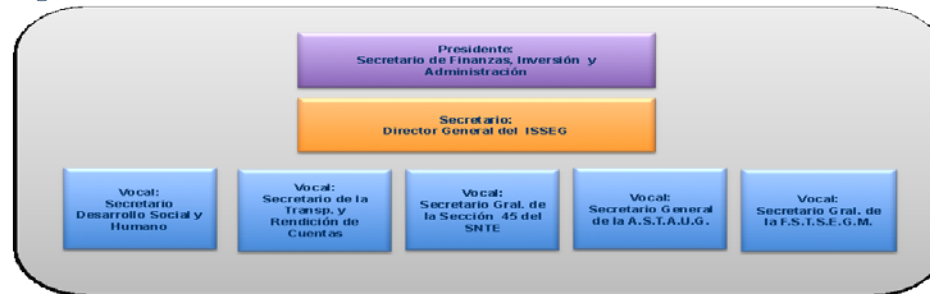 Presidente:
Secretario de Finanzas, Inversión y
Administración
Secretario:
Director General del ISSEG
Vocal:
Secretario
Desarrollo Social y
Humano
Vocal:
Secretario de la
Transp. y
Rendición de
Cuentas
Vocal:
Secretario Gral. de
la Sección 45 del
SNTE
Vocal:
Secretario General
de la A.S.T.A.U.G.
Vocal:
Secretario Gral. de
la F.S.T.S.E.G.M.